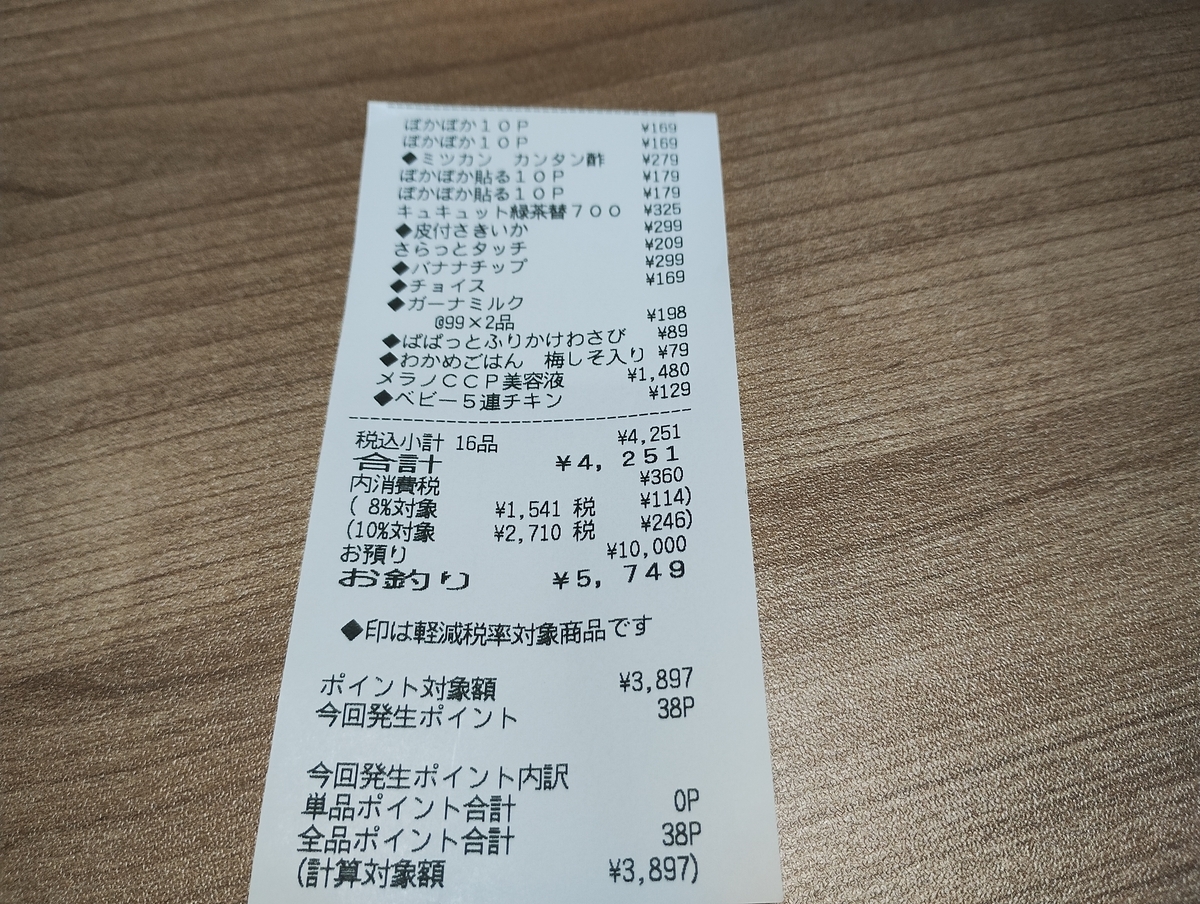 ぽかぽか１０Ｐ ¥169
ぽかぽか１０Ｐ ¥169
◆ミツカン　カンタン酢 ¥279
ぽかぽか貼る１０Ｐ ¥179
ぽかぽか貼る１０Ｐ ¥179
キュキュット緑茶替７００ ¥325
◆皮付さきいか ¥299
さらっとタッチ ¥209
◆バナナチップ ¥299
◆チョイス ¥169
◆ガーナミルク
@99×2品 ¥198
◆ぱぱっとふりかけわさび ¥89
◆わかめごはん　梅しそ入り ¥79
メラノＣＣＰ美容液 ¥1,480
◆ベビー５連チキン ¥129
税込小計 16品 ¥4,251
合計 ¥4,251
内消費税 ¥360
( 8%対象 ¥1,541 税 ¥114)
(10%対象 ¥2,710 税 ¥246)
お預り ¥10,000
お釣り ¥5,749
◆印は軽減税率対象商品です
ポイント対象額 ¥3,897
今回発生ポイント 38P
今回発生ポイント内訳
単品ポイント合計 0P
全品ポイント合計 38P
(計算対象額 ¥3,897)